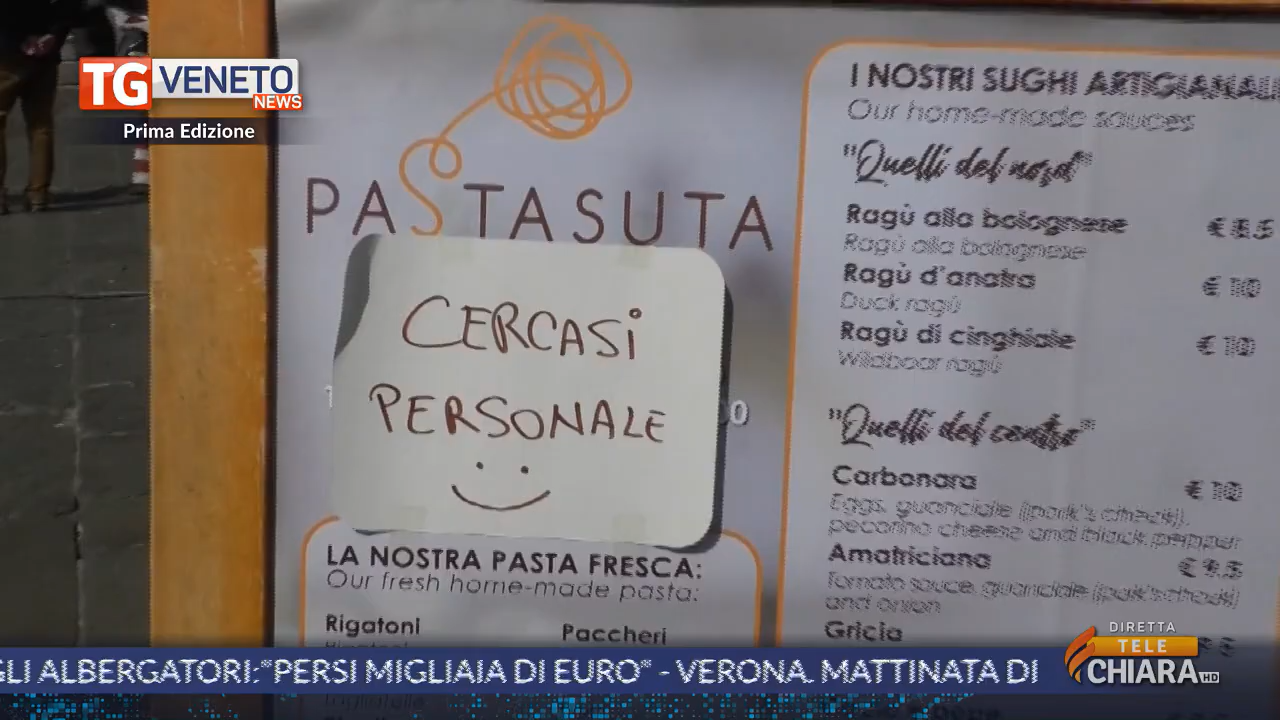 TG VENETO
NEWS
Prima Edizione
PASTASUTA
CERCASI
PERSONALE
LA NOSTRA PASTA FRESCA:
Our fresh home-made pasta:
Rigatoni
Paccheri
I NOSTRI SUGHI ARTIGIANALI
Our home-made sauces
"Quelli del nord"
Ragù alla bolognese
Ragù alla bolognese
Ragù d'anatra € 10
Duck ragù
Ragù di cinghiale € 10
Wildboar ragù
"Quelli del centro"
Carbonara € 10
Eggs, guanciale (pork's cheek),
pecorino cheese and black pepper
Amatriciana € 9.5
Tomato sauce, guanciale (pork's cheek)
and onion
Gricia
GLI ALBERGATORI:"PERSI MIGLIAIA DI EURO" - VERONA. MATTINATA DI
DIRETTA
TELE
CHIARA HD